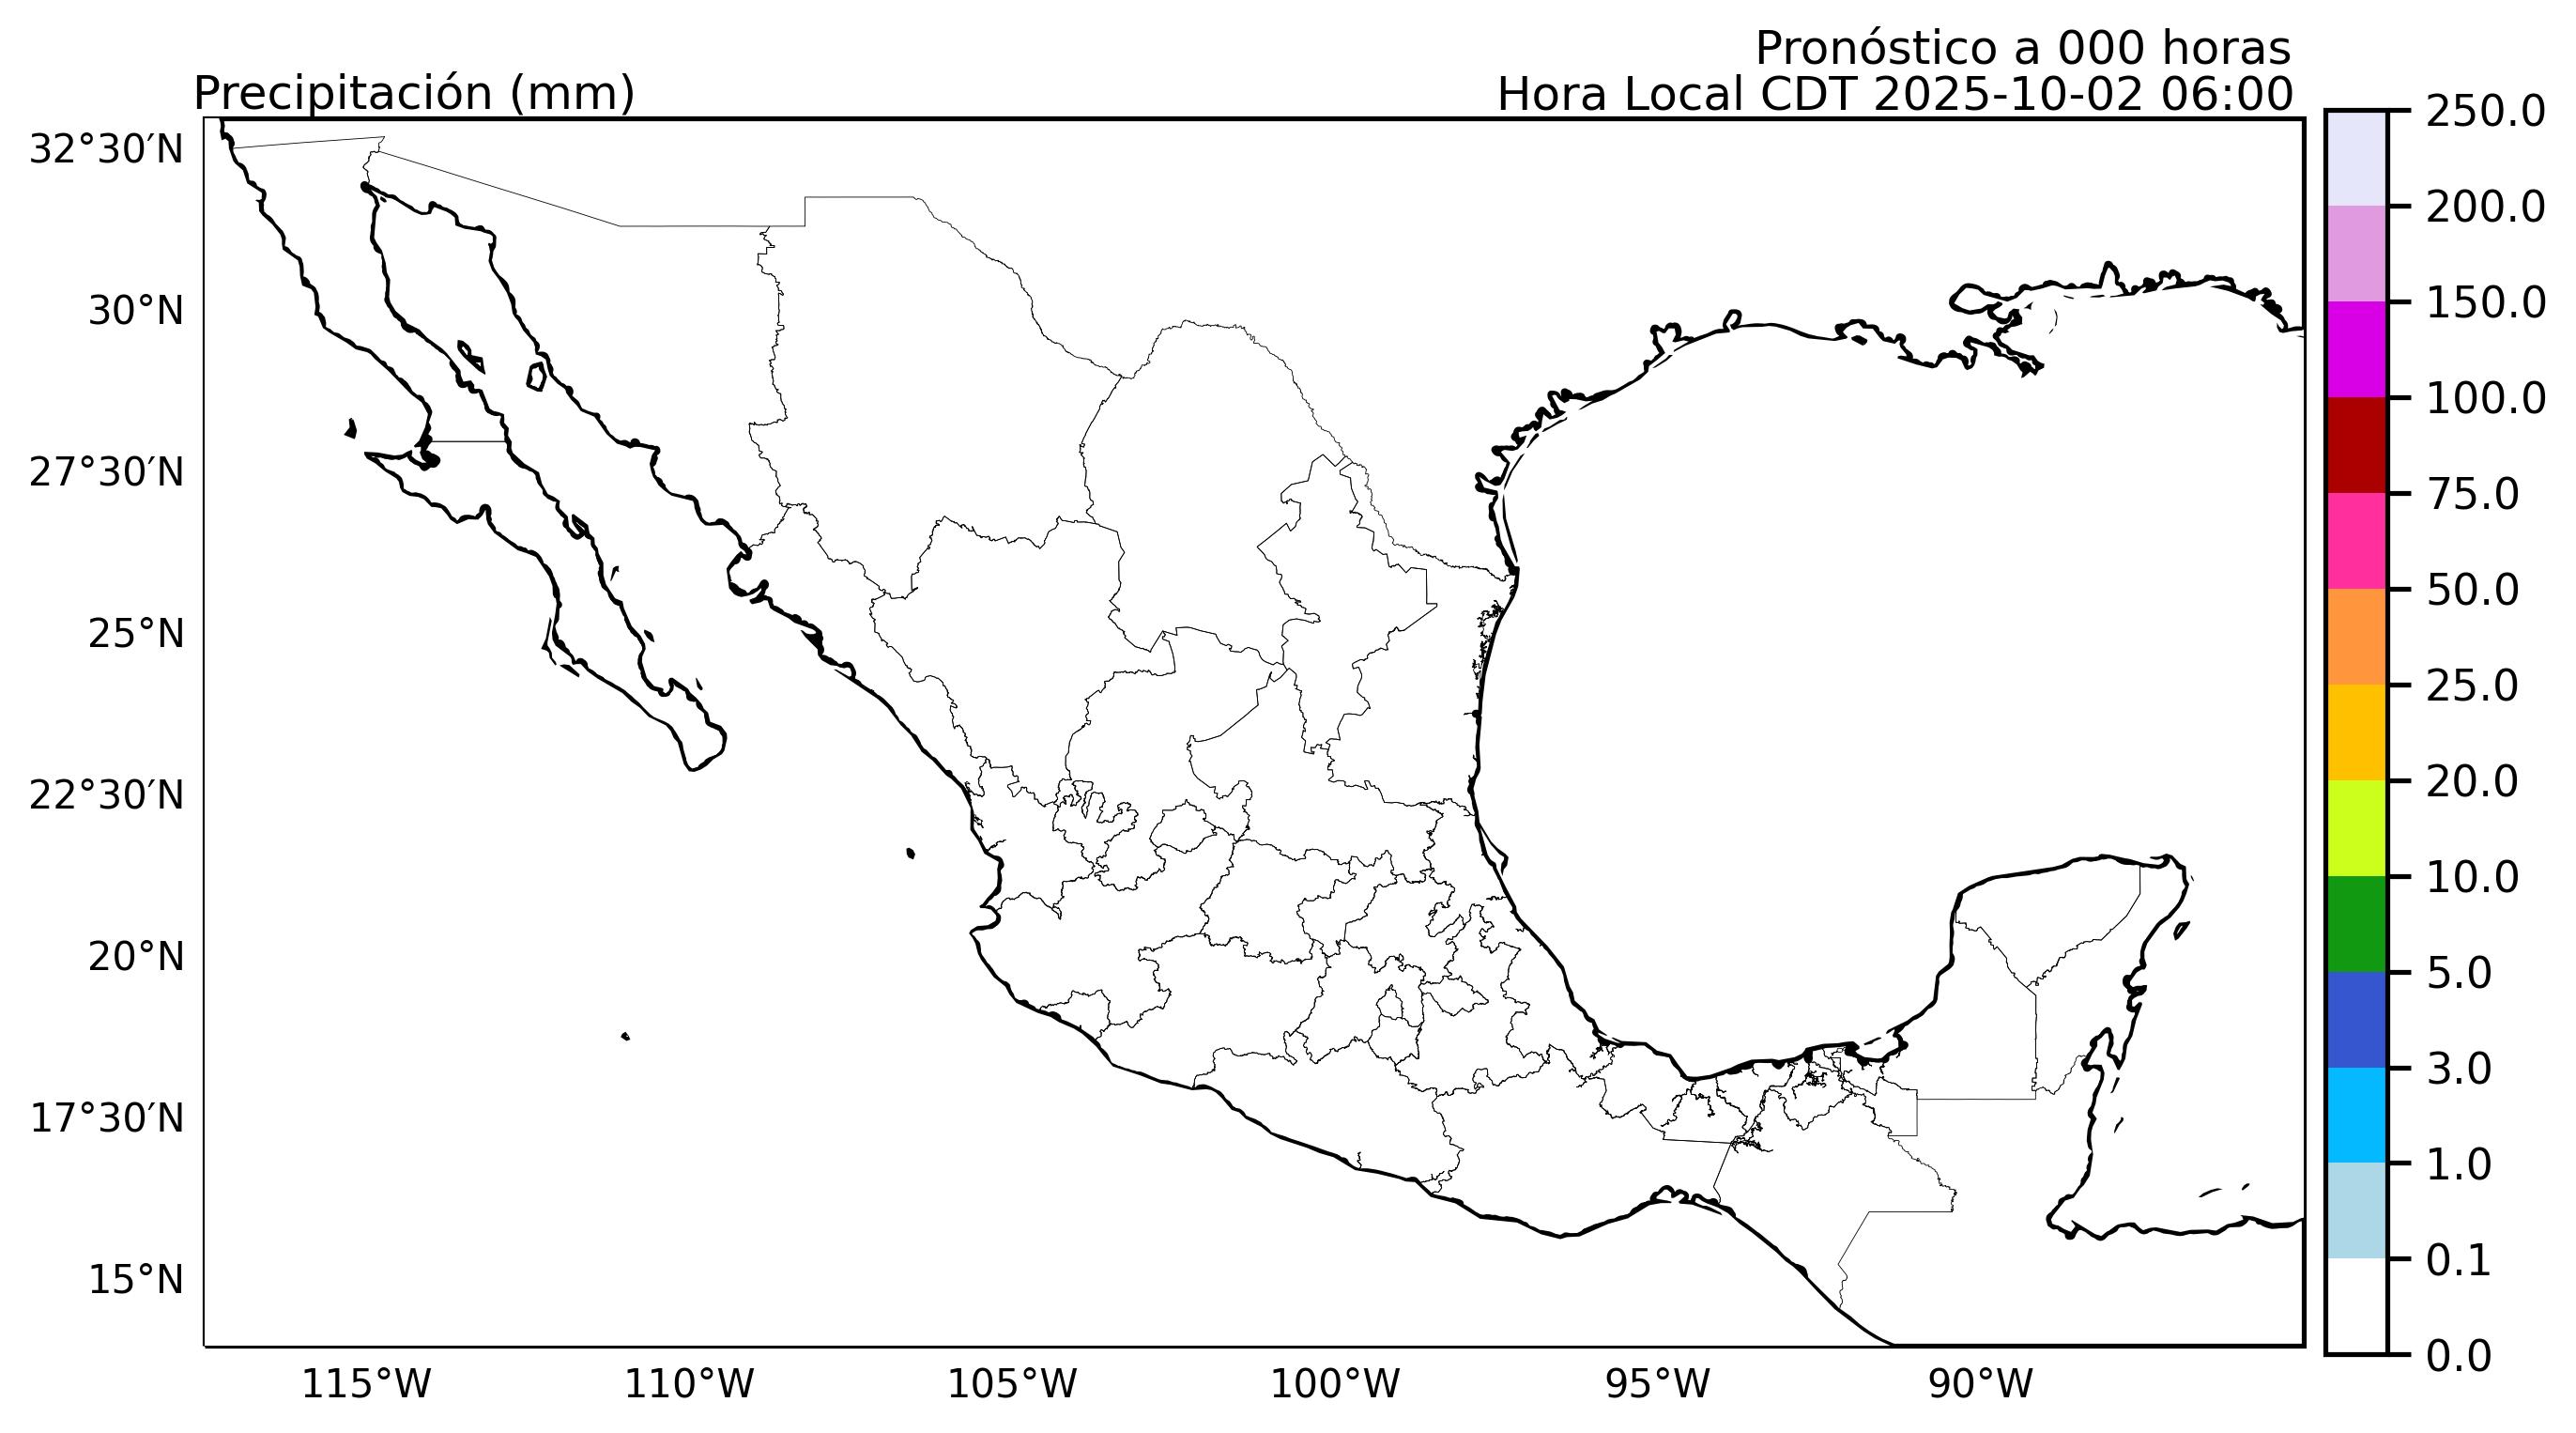 Pronóstico a 000 horas
Precipitación (mm)
Hora Local CDT 2025-10-02 06:00
32°30′N
30°N
27°30′N
25°N
22°30′N
20°N
17°30′N
15°N
115°W
110°W
105°W
100°W
95°W
90°W
250.0
200.0
150.0
100.0
75.0
50.0
25.0
20.0
10.0
5.0
3.0
1.0
0.1
0.0